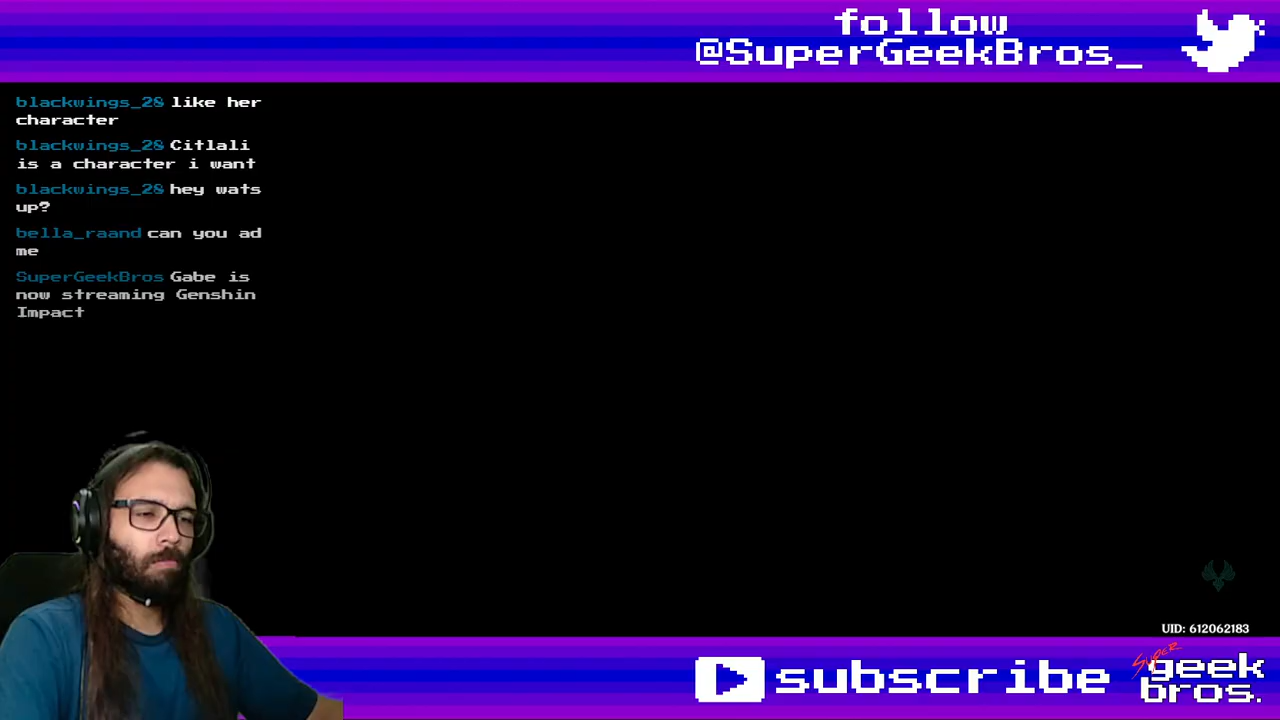 follow
@SuperGeekBros_
blackwings_28 like her
character
blackwings_28 Citlali
is a character i want
blackwings_28 hey wats
up?
bella_raand can you ad
me
SuperGeekBros Gabe is
now streaming Genshin
Impact
UID: 612062183
subscribe
SUPER
geek
bros.